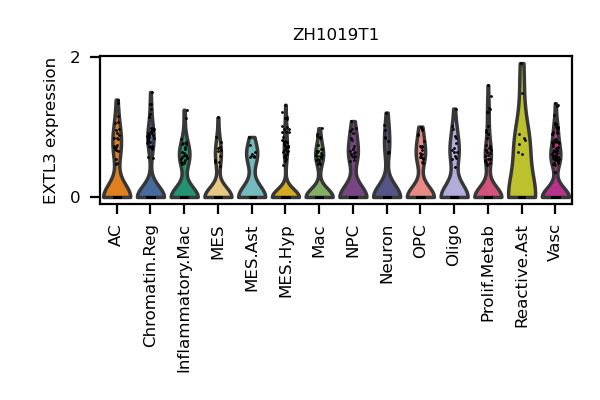 ZH1019T1
EXTL3 expression
2
0
AC
Chromatin.Reg
Inflammatory.Mac
MES
MES.Ast
MES.Hyp
Mac
NPC
Neuron
OPC
Oligo
Prolif.Metab
Reactive.Ast
Vasc